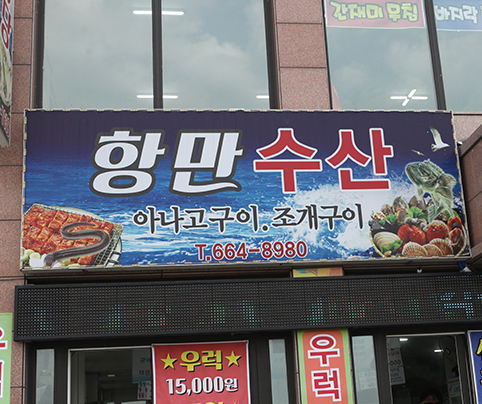 간재미 무침
바지락
항만수산
아나고구이.조개구이
T.664-8980
★우럭★
15,000원
우럭